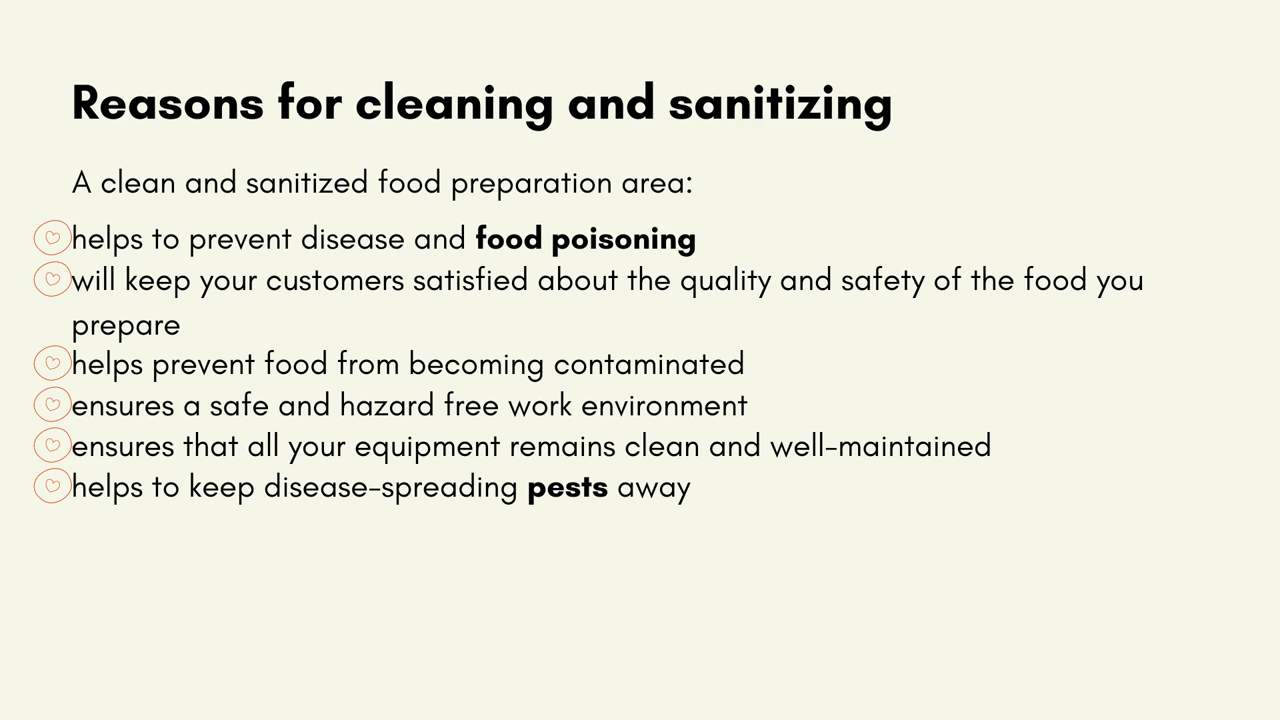 Reasons for cleaning and sanitizing
A clean and sanitized food preparation area:
helps to prevent disease and food poisoning
will keep your customers satisfied about the quality and safety of the food you
prepare
helps prevent food from becoming contaminated
ensures a safe and hazard free work environment
ensures that all your equipment remains clean and well-maintained
helps to keep disease-spreading pests away